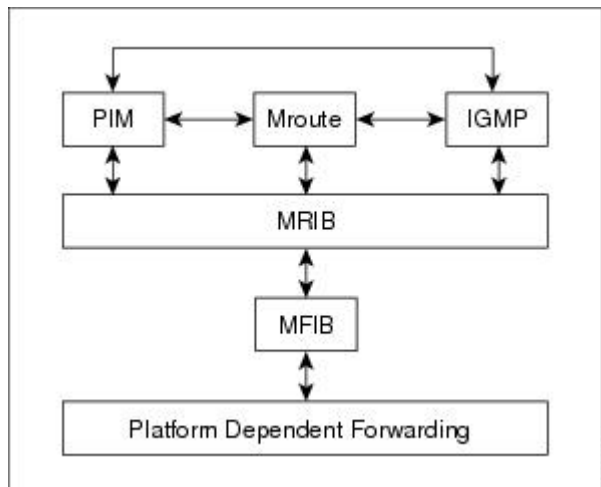 PIM
Mroute
IGMP
MRIB
MFIB
Platform Dependent Forwarding